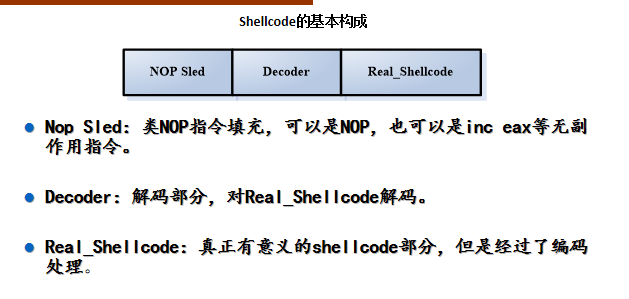 Shellcode的基本构成
NOP Sled Decoder Real_Shellcode
Nop Sled：类NOP指令填充，可以是NOP，也可以是inc eax等无副
作用指令。
Decoder：解码部分，对Real_Shellcode解码。
Real_Shellcode：真正有意义的shellcode部分，但是经过了编码
处理。